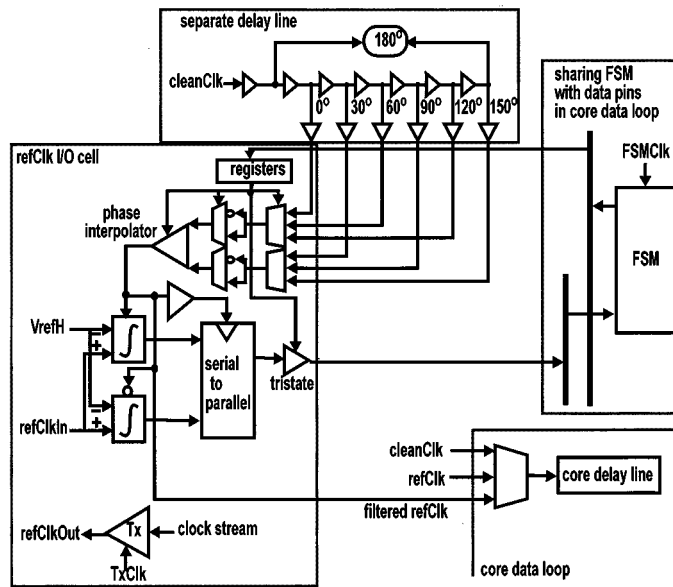 separate delay line
180°
cleanClk
0° 30° 60° 90° 120° 150°
sharing FSM
with data pins
in core data loop
FSMClk
FSM
refClk I/O cell
registers
phase
interpolator
VrefH
serial
to
parallel
tristate
refClkIn
cleanClk
refClk
filtered refClk
core delay line
refClkOut
Tx
clock stream
TxClk
core data loop